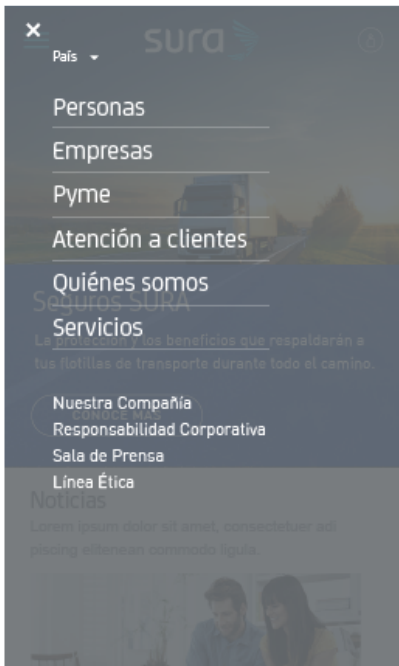 ×
sura
País
Personas
Empresas
Pyme
Atención a clientes
Quiénes somos
Seguros SURA
Servicios
La protección y los beneficios que respaldarán a
tus flotillas de transporte durante todo el camino.
Nuestra Compañía
CONOCE MÁS
Responsabilidad Corporativa
Sala de Prensa
Línea Ética
Noticias
Lorem ipsum dolor sit amet, consectetuer adi
piscing elitenean commodo ligula.